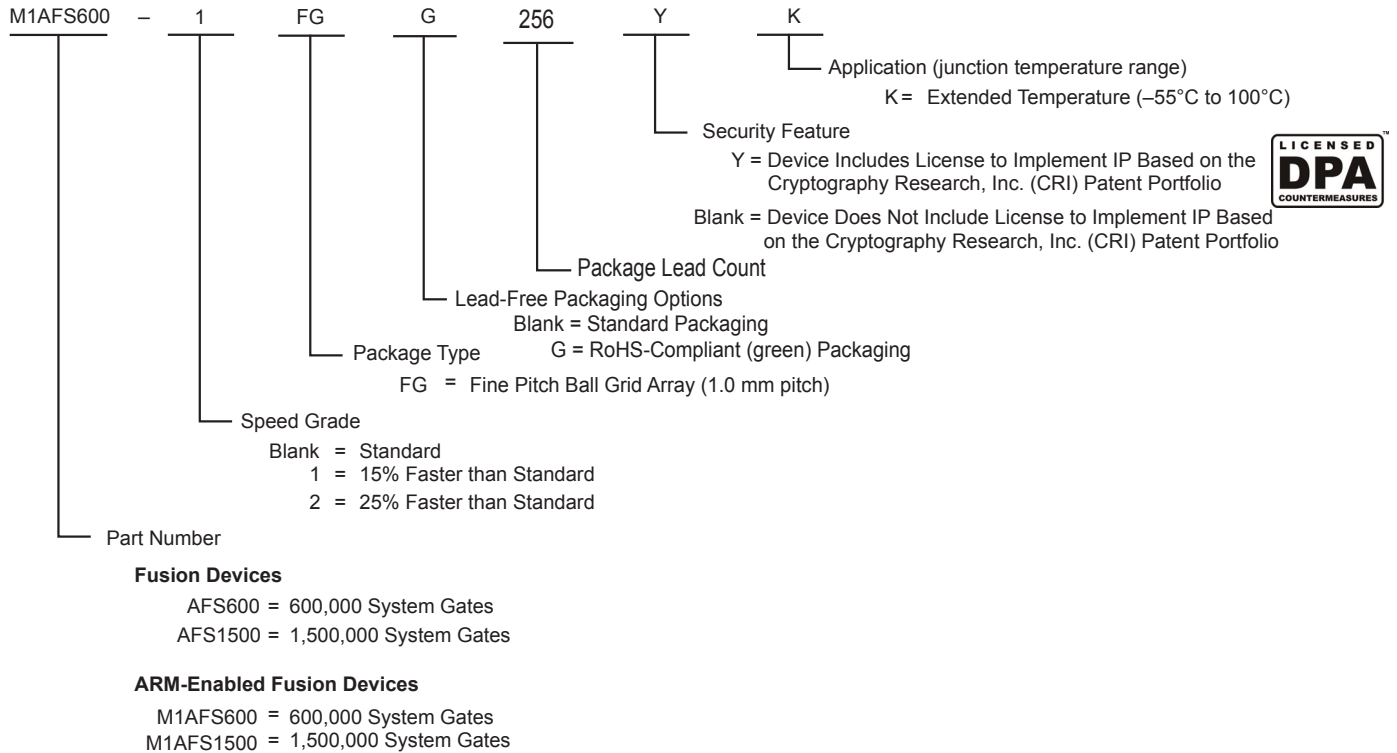 M1AFS600 – 1 FG G 256 Y K
Application (junction temperature range)
K = Extended Temperature (–55°C to 100°C)
Security Feature
Y = Device Includes License to Implement IP Based on the
Cryptography Research, Inc. (CRI) Patent Portfolio
Blank = Device Does Not Include License to Implement IP Based
on the Cryptography Research, Inc. (CRI) Patent Portfolio
LICENSED
DPA
COUNTERMEASURES
™
Package Lead Count
Lead-Free Packaging Options
Blank = Standard Packaging
G = RoHS-Compliant (green) Packaging
Package Type
FG = Fine Pitch Ball Grid Array (1.0 mm pitch)
Speed Grade
Blank = Standard
1 = 15% Faster than Standard
2 = 25% Faster than Standard
Part Number
Fusion Devices
AFS600 = 600,000 System Gates
AFS1500 = 1,500,000 System Gates
ARM-Enabled Fusion Devices
M1AFS600 = 600,000 System Gates
M1AFS1500 = 1,500,000 System Gates